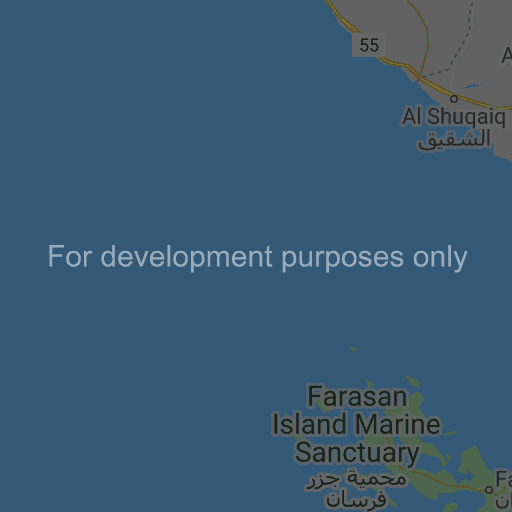 55
Al Shuqaiq
الشقيق
For development purposes only
Farasan
Island Marine
Sanctuary
محمية جزر
فرسان